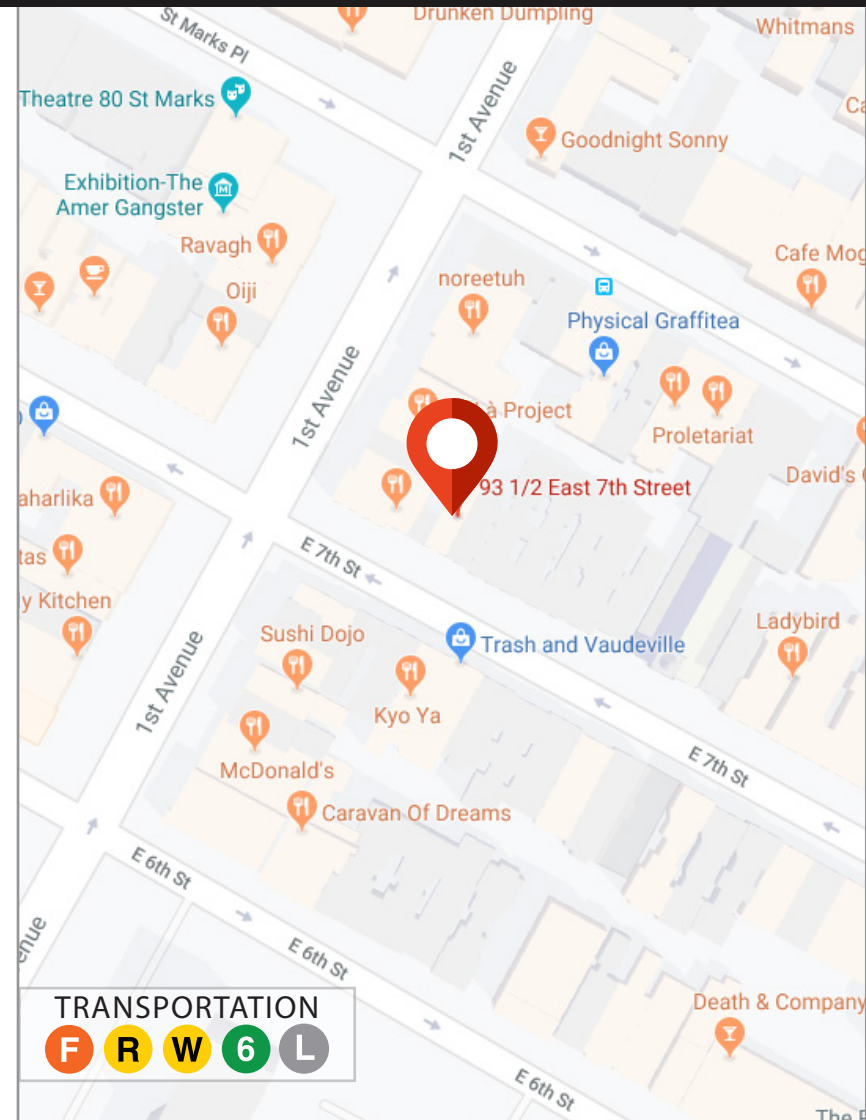 Drunken Dumpling
Whitmans
St Marks Pl
1st Avenue
Theatre 80 St Marks
Goodnight Sonny
Exhibition-The
Amer Gangster
Ravagh
Oiji
noreetuh
Cafe Mog
Physical Graffitea
1st Avenue
à Project
Proletariat
David's
93 1/2 East 7th Street
aharlika
E 7th St
tas
y Kitchen
Sushi Dojo
Trash and Vaudeville
Ladybird
1st Avenue
Kyo Ya
McDonald's
E 7th St
Caravan Of Dreams
E 6th St
enue
E 6th St
TRANSPORTATION
F R W 6 L
Death & Company
E 6th St
The